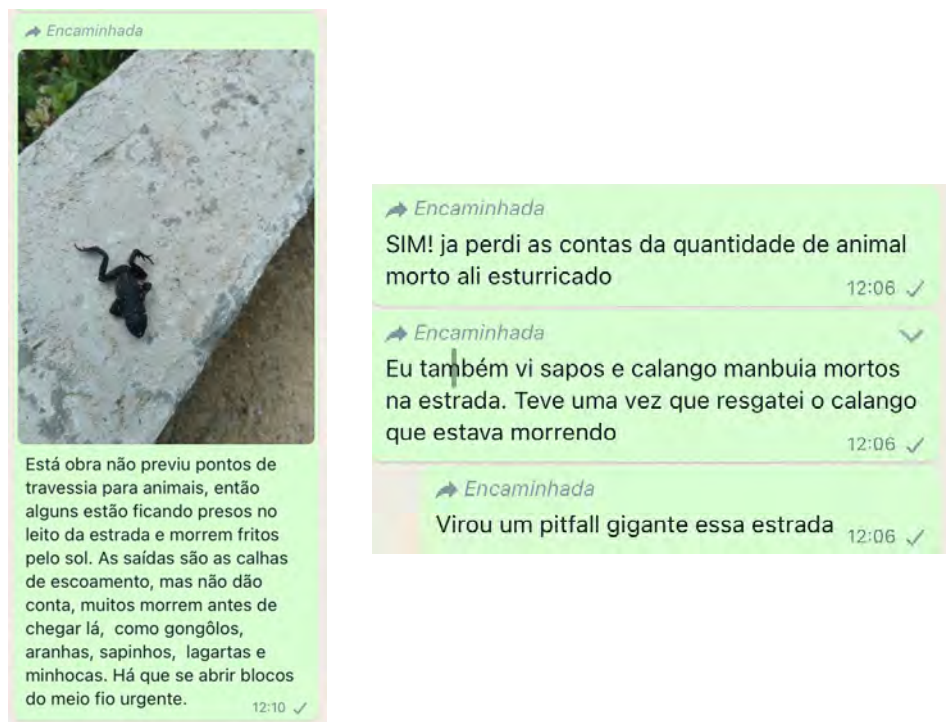 Encaminhada
Está obra não previu pontos de
travessia para animais, então
alguns estão ficando presos no
leito da estrada e morrem fritos
pelo sol. As saídas são as calhas
de escoamento, mas não dão
conta, muitos morrem antes de
chegar lá, como gongôlos,
aranhas, sapinhos, lagartas e
minhocas. Há que se abrir blocos
do meio fio urgente.
12:10
Encaminhada
SIM! ja perdi as contas da quantidade de animal
morto ali esturricado
12:06
Encaminhada
Eu também vi sapos e calango manbuia mortos
na estrada. Teve uma vez que resgatei o calango
que estava morrendo
12:06
Encaminhada
Virou um pitfall gigante essa estrada 12:06